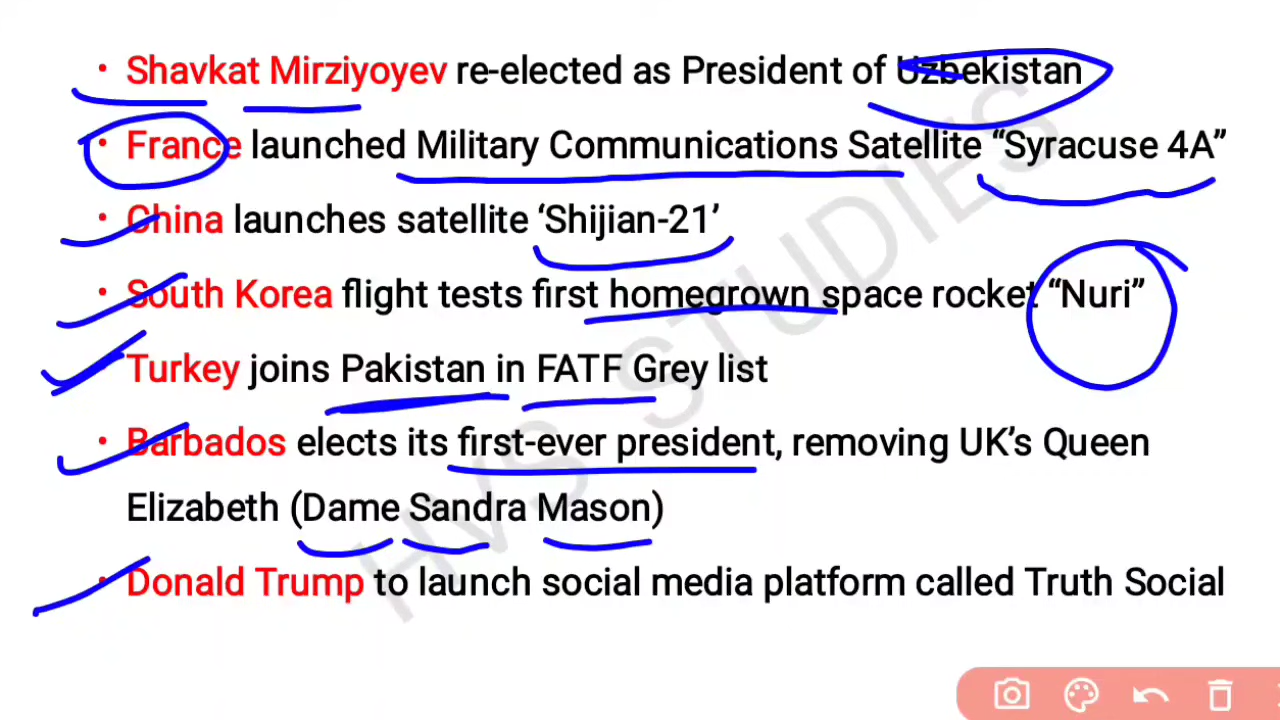 • Shavkat Mirziyoyev re-elected as President of Uzbekistan
• France launched Military Communications Satellite “Syracuse 4A”
• China launches satellite ‘Shijian-21’
• South Korea flight tests first homegrown space rocket “Nuri”
• Turkey joins Pakistan in FATF Grey list
• Barbados elects its first-ever president, removing UK’s Queen
Elizabeth (Dame Sandra Mason)
• Donald Trump to launch social media platform called Truth Social
HVS STUDIES